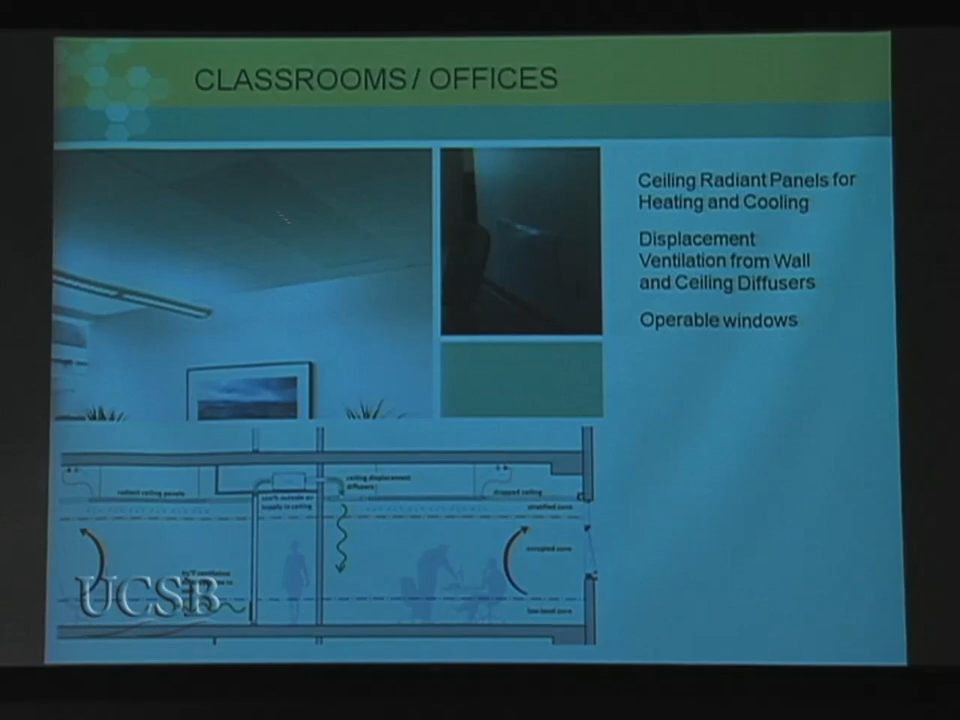 CLASSROOMS / OFFICES
Ceiling Radiant Panels for
Heating and Cooling
Displacement
Ventilation from Wall
and Ceiling Diffusers
Operable windows
radiant ceiling panels
ceiling displacement
diffusers
dropped ceiling
stratified zone
occupied zone
low-level zone
UCSB